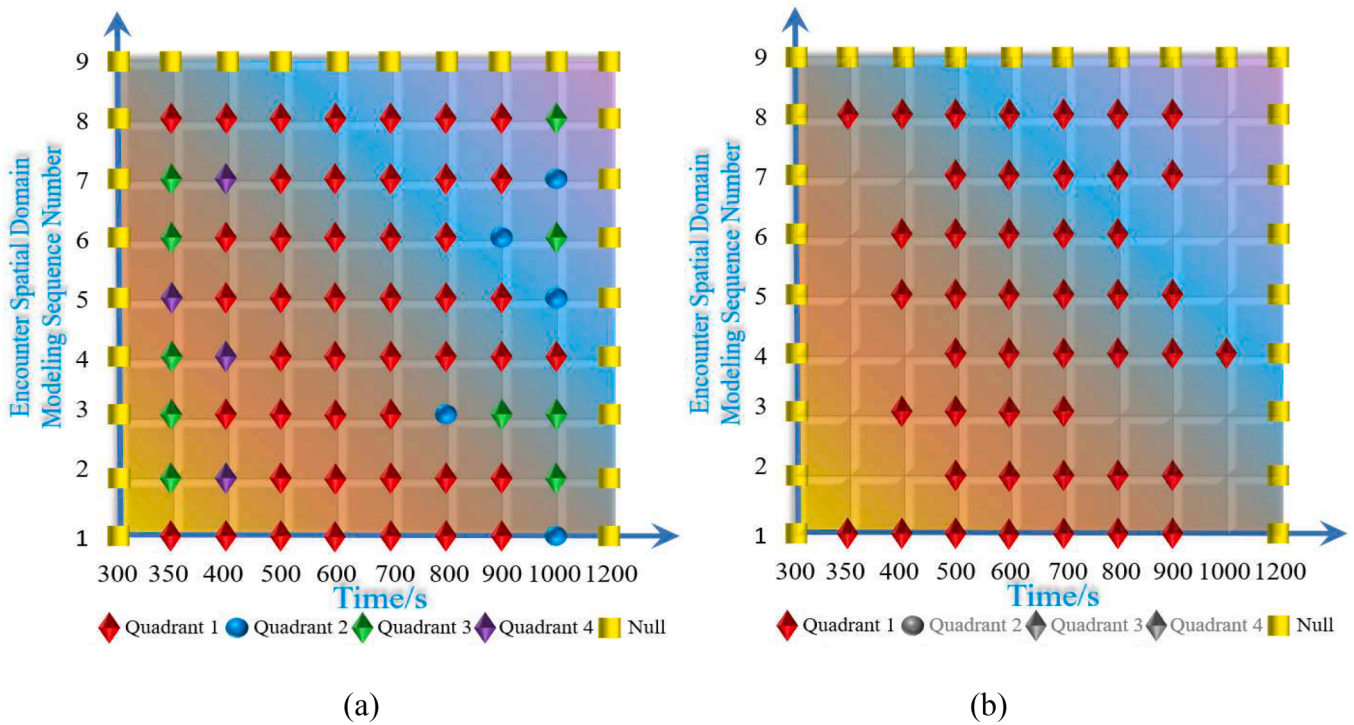 9
8
7
6
5
4
3
2
1
Encounter Spatial Domain
Modeling Sequence Number
300 350 400 500 600 700 800 900 1000 1200
Time/s
Quadrant 1 Quadrant 2 Quadrant 3 Quadrant 4 Null
(a)
9
8
7
6
5
4
3
2
1
Encounter Spatial Domain
Modeling Sequence Number
300 350 400 500 600 700 800 900 1000 1200
Time/s
Quadrant 1 Quadrant 2 Quadrant 3 Quadrant 4 Null
(b)